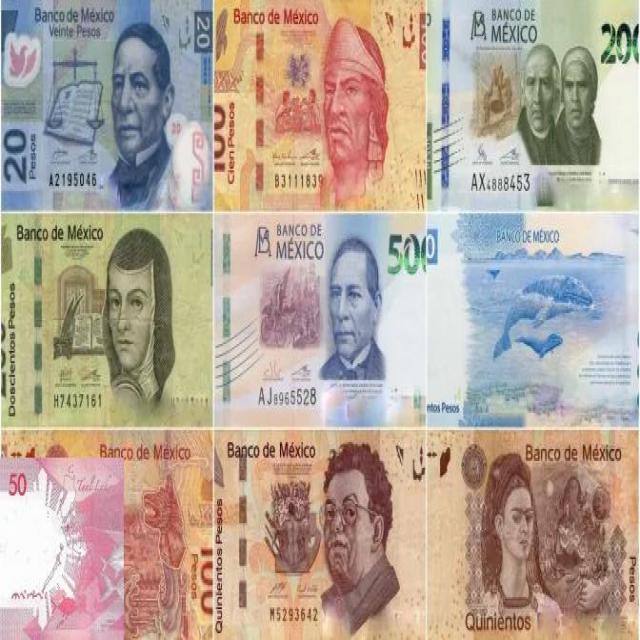 Banco de México
Veinte Pesos
20
20
Pesos
A2195046
Banco de México
100
Cien Pesos
B3111839
BANCO DE
MÉXICO
200
AX4888453
Banco de México
Doscientos Pesos
H7437161
BANCO DE
MÉXICO
500
AJ8965528
BANCO DE MÉXICO
ntos Pesos
50
Banco de México
100
Pesos
Banco de México
Quinientos Pesos
M5293642
Banco de México
Quinientos
Pesos